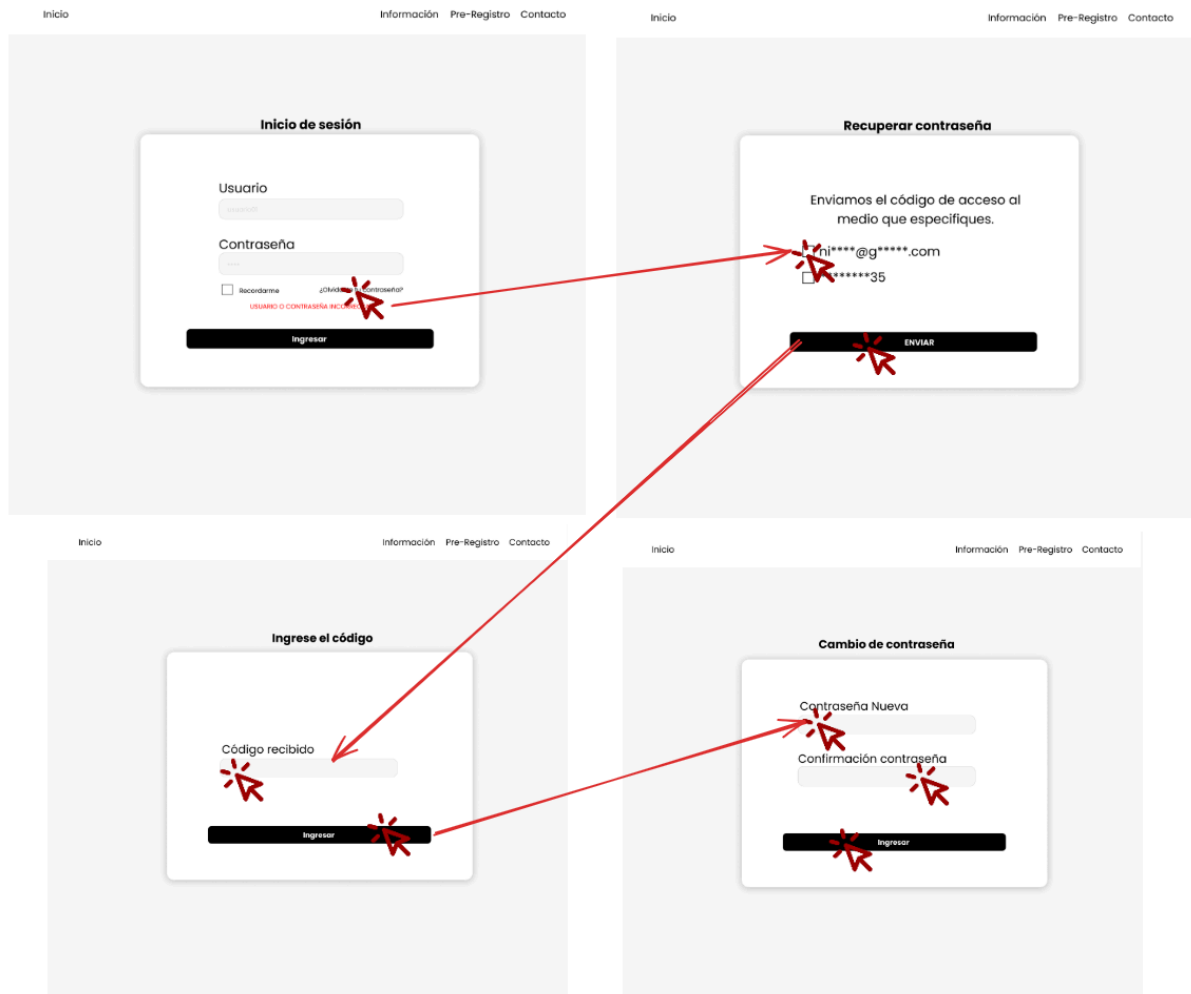 Inicio Información Pre-Registro Contacto
Inicio de sesión
Usuario
Contraseña
Recordarme ¿Olvidaste tu contraseña?
USUARIO O CONTRASEÑA
Ingresar
Inicio Información Pre-Registro Contacto
Recuperar contraseña
Enviamos el código de acceso al
medio que especifiques.
ni****@g*****.com
*******35
ENVIAR
Inicio Información Pre-Registro Contacto
Ingrese el código
Código recibido
Ingresar
Inicio Información Pre-Registro Contacto
Cambio de contraseña
Contraseña Nueva
Confirmación contraseña
Ingresar